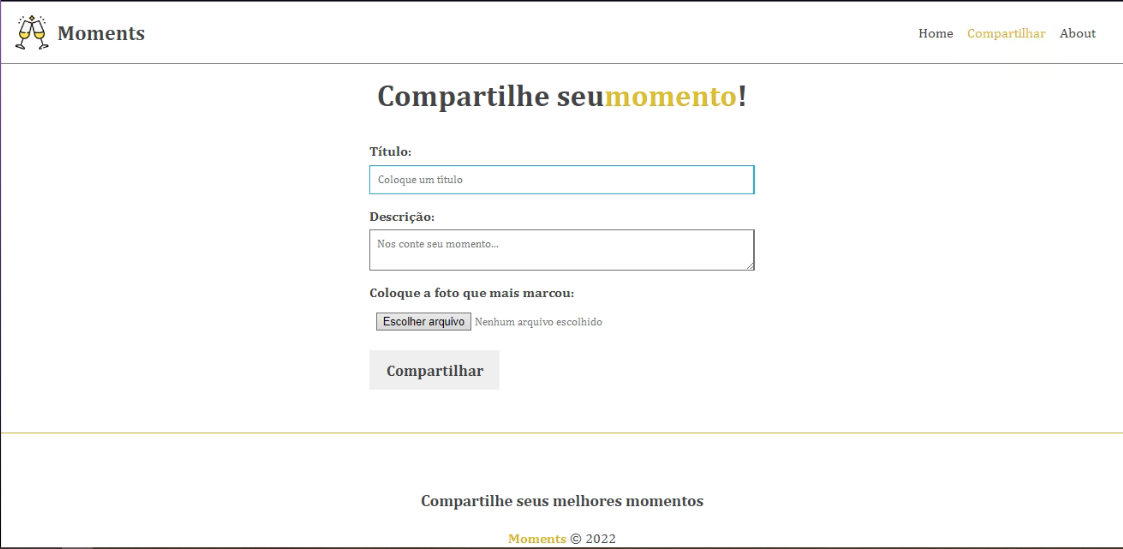 Moments
Home Compartilhar About
Compartilhe seumomento!
Título:
Coloque um título
Descrição:
Nos conte seu momento...
Coloque a foto que mais marcou:
Escolher arquivo Nenhum arquivo escolhido
Compartilhar
Compartilhe seus melhores momentos
Moments © 2022